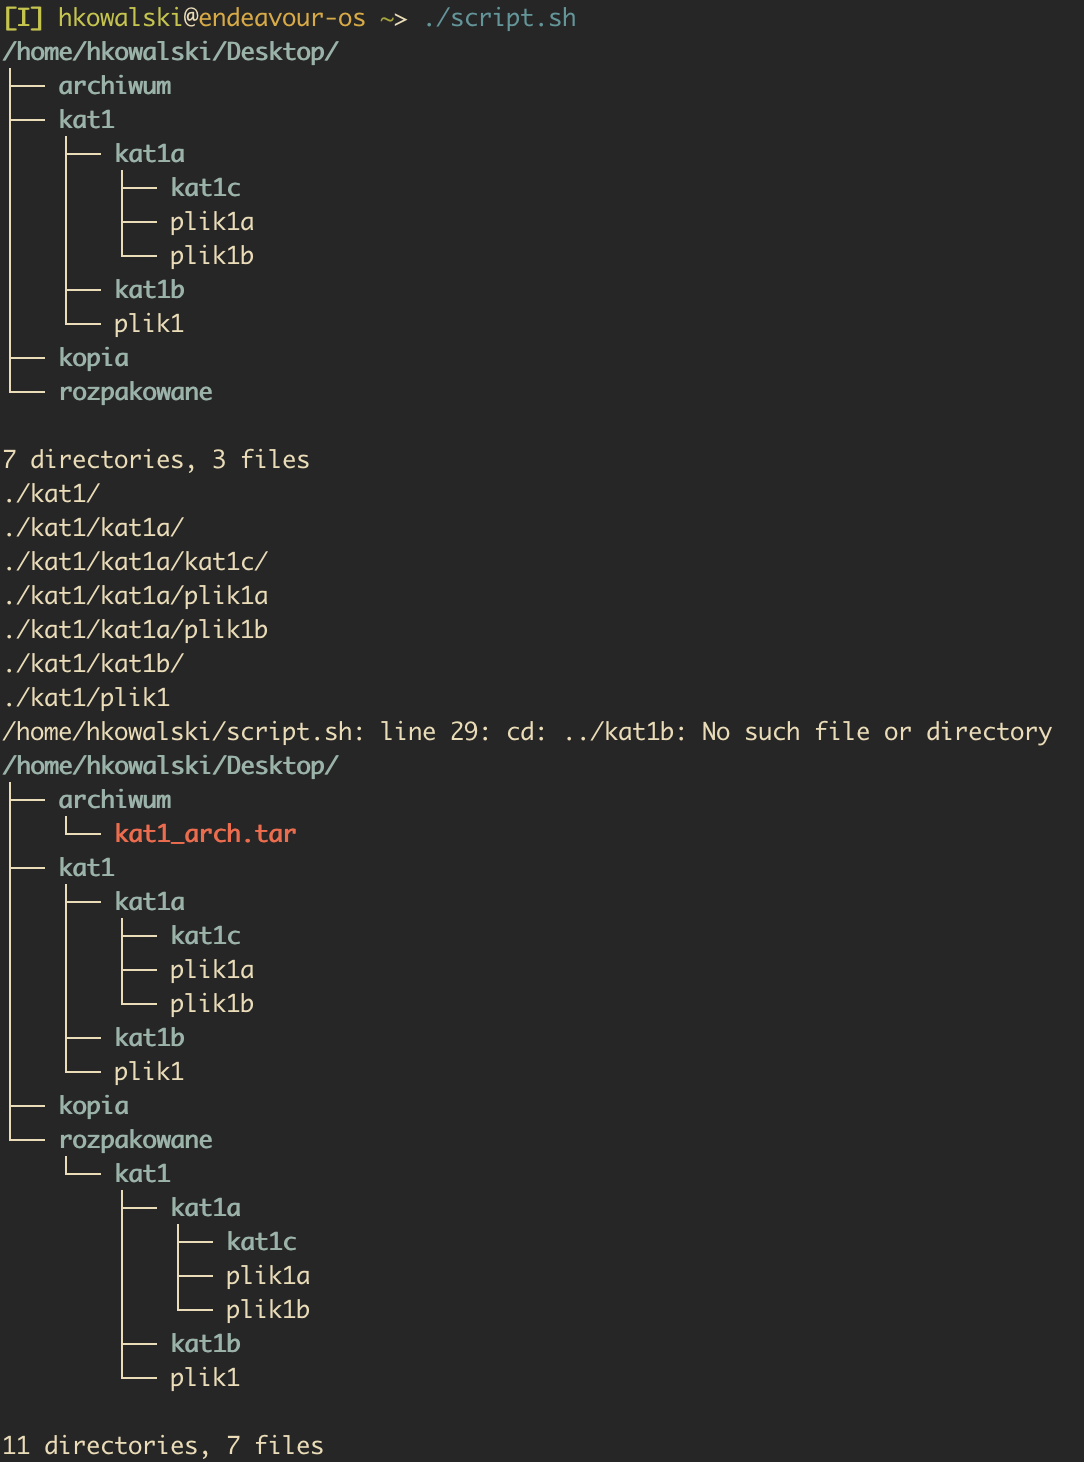 [I] hkowalski@endeavour-os ~> ./script.sh
/home/hkowalski/Desktop/
├── archiwum
├── kat1
│   ├── kat1a
│   │   ├── kat1c
│   │   ├── plik1a
│   │   └── plik1b
│   ├── kat1b
│   └── plik1
├── kopia
└── rozpakowane

7 directories, 3 files
./kat1/
./kat1/kat1a/
./kat1/kat1a/kat1c/
./kat1/kat1a/plik1a
./kat1/kat1a/plik1b
./kat1/kat1b/
./kat1/plik1
/home/hkowalski/script.sh: line 29: cd: ../kat1b: No such file or directory
/home/hkowalski/Desktop/
├── archiwum
│   └── kat1_arch.tar
├── kat1
│   ├── kat1a
│   │   ├── kat1c
│   │   ├── plik1a
│   │   └── plik1b
│   ├── kat1b
│   └── plik1
├── kopia
└── rozpakowane
    └── kat1
        ├── kat1a
        │   ├── kat1c
        │   ├── plik1a
        │   └── plik1b
        ├── kat1b
        └── plik1

11 directories, 7 files